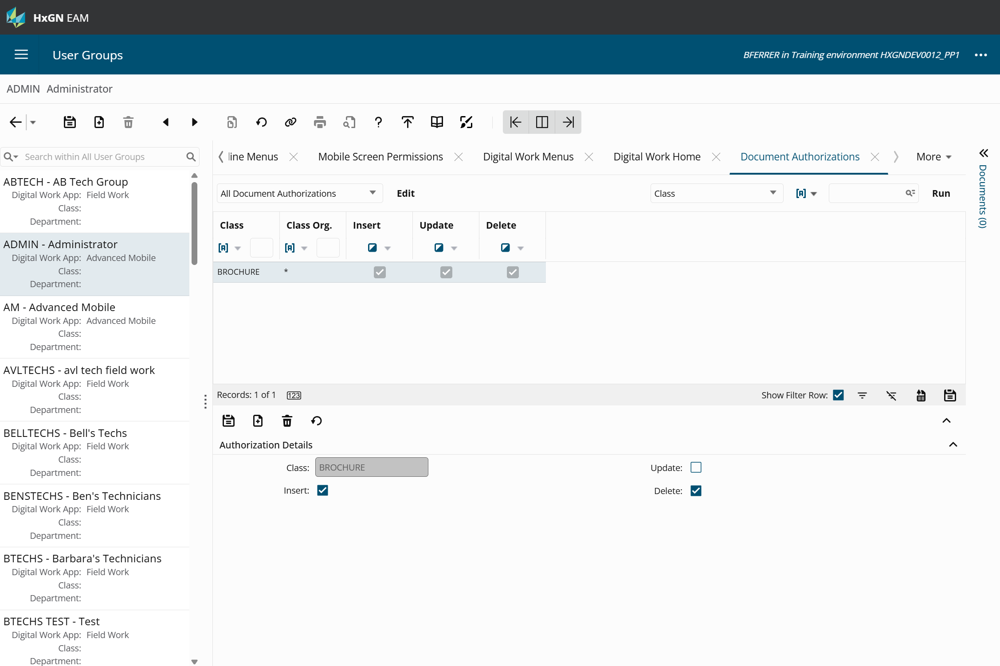 HxGN EAM
User Groups
BFERRER in Training environment HXGNDEV0012_PP1
ADMIN Administrator
Search within All User Groups
ABTECH - AB Tech Group
Digital Work App: Field Work
Class:
Department:
ADMIN - Administrator
Digital Work App: Advanced Mobile
Class:
Department:
AM - Advanced Mobile
Digital Work App: Advanced Mobile
Class:
Department:
AVLTECHS - avl tech field work
Digital Work App: Field Work
Class:
Department:
BELLTECHS - Bell's Techs
Digital Work App: Field Work
Class:
Department:
BENSTECHS - Ben's Technicians
Digital Work App: Field Work
Class:
Department:
BTECHS - Barbara's Technicians
Digital Work App: Field Work
Class:
Department:
BTECHS TEST - Test
Digital Work App: Field Work
Class:
Department:
line Menus Mobile Screen Permissions Digital Work Menus Digital Work Home Document Authorizations More
All Document Authorizations Edit Class [A] Run
Class Class Org. Insert Update Delete
[A] [A]
BROCHURE *
Records: 1 of 1 123 Show Filter Row:
Authorization Details
Class: BROCHURE Update:
Insert: Delete:
Documents (0)